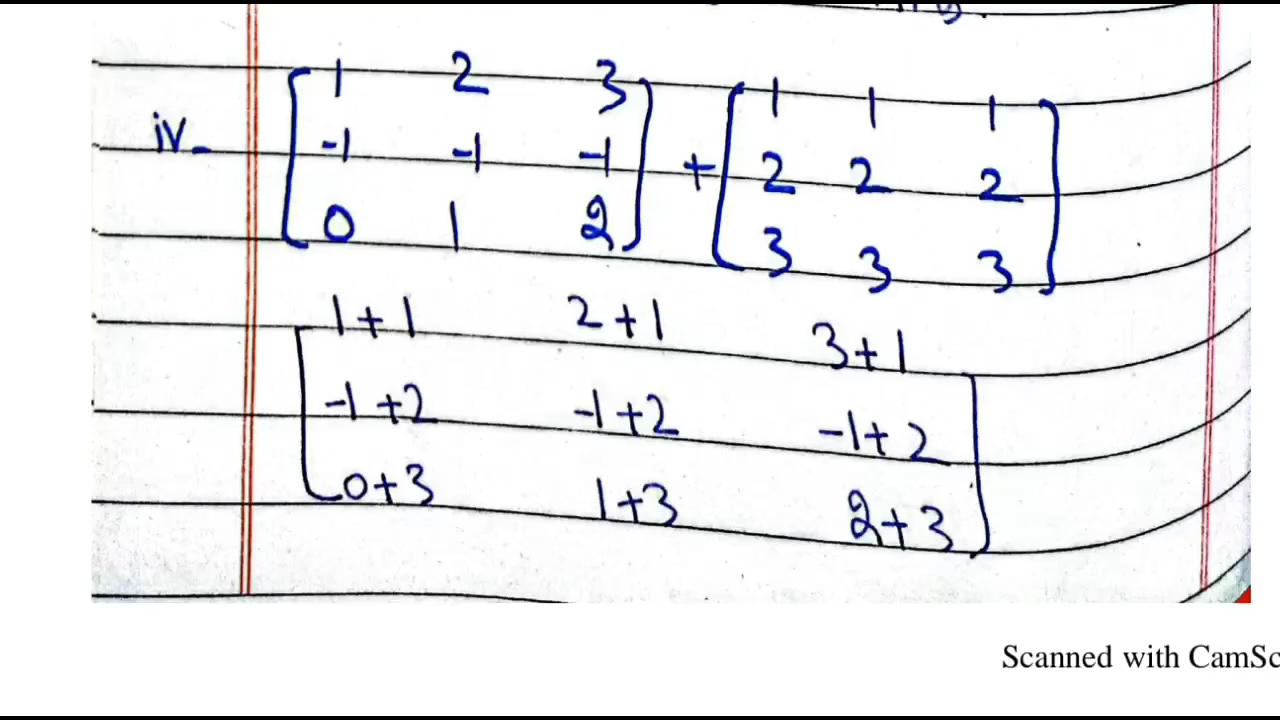 iv- [ 1 2 3 ] + [ 1 1 1 ]
-1 -1 -1 2 2 2
0 1 2 3 3 3
[ 1+1 2+1 3+1 ]
-1+2 -1+2 -1+2
0+3 1+3 2+3
Scanned with CamSc